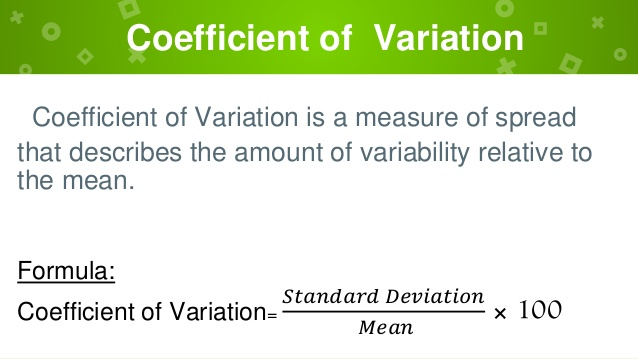 Coefficient of Variation
Coefficient of Variation is a measure of spread
that describes the amount of variability relative to
the mean.
Formula:
Coefficient of Variation= Standard Deviation / Mean × 100